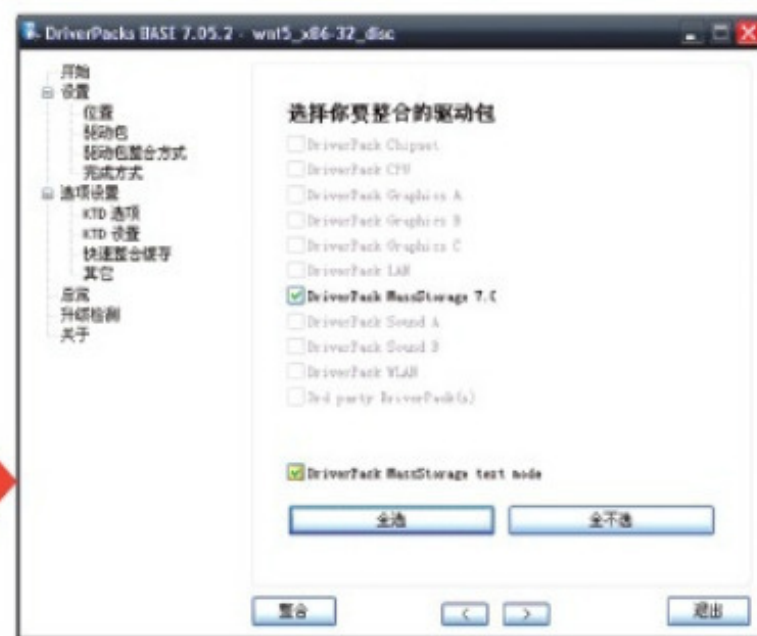 DriverPacks BASE 7.05.2 - wnt5_x86-32_disc
开始
设置
位置
驱动包
驱动包整合方式
完成方式
选项设置
KTD 选项
KTD 设置
快速整合缓存
其它
总览
升级检测
关于
选择你要整合的驱动包
DriverPack Chipset
DriverPack CPU
DriverPack Graphics A
DriverPack Graphics B
DriverPack Graphics C
DriverPack LAN
DriverPack MassStorage 7.0
DriverPack Sound A
DriverPack Sound B
DriverPack WLAN
3rd party DriverPack(s)
DriverPack MassStorage text mode
全选 全不选
整合 < > 退出